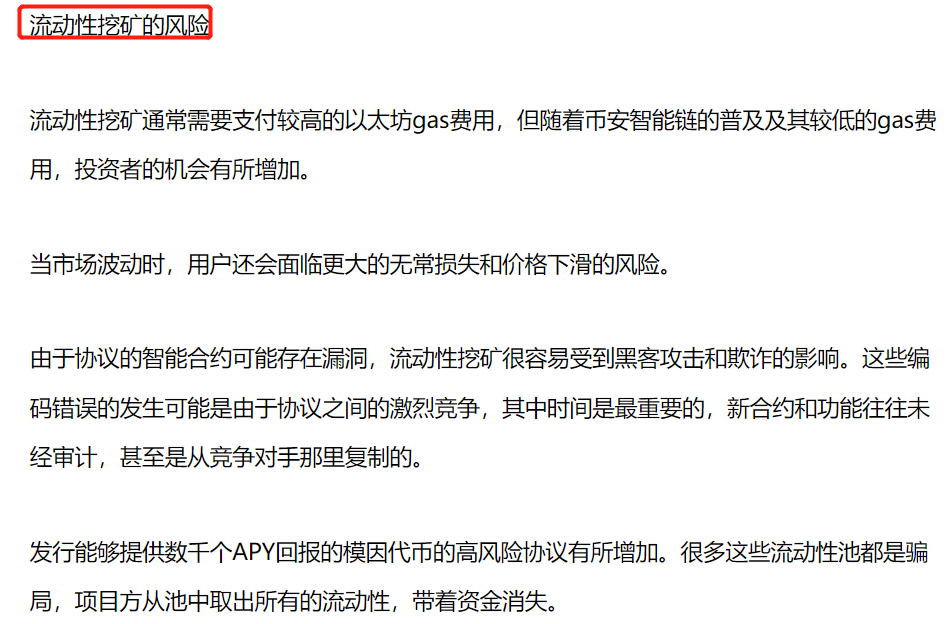 流动性挖矿的风险
流动性挖矿通常需要支付较高的以太坊gas费用，但随着币安智能链的普及及其较低的gas费
用，投资者的机会有所增加。
当市场波动时，用户还会面临更大的无常损失和价格下滑的风险。
由于协议的智能合约可能存在漏洞，流动性挖矿很容易受到黑客攻击和欺诈的影响。这些编
码错误的发生可能是由于协议之间的激烈竞争，其中时间是最重要的，新合约和功能往往未
经审计，甚至是从竞争对手那里复制的。
发行能够提供数千个APY回报的模因代币的高风险协议有所增加。很多这些流动性池都是骗
局，项目方从池中取出所有的流动性，带着资金消失。